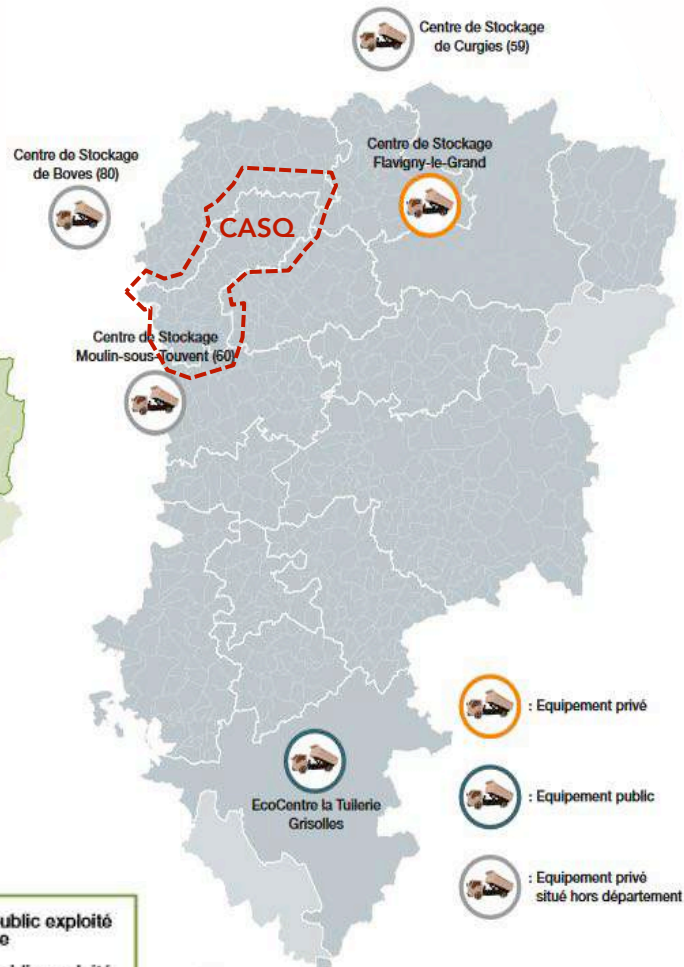 Centre de Stockage
de Curgies (59)
Centre de Stockage
de Boves (80)
Centre de Stockage
Flavigny-le-Grand
CASQ
Centre de Stockage
Moulin-sous-Touvent (60)
: Equipement privé
: Equipement public
EcoCentre la Tuilerie
Grisolles
: Equipement privé
situé hors département
ublic exploité
e